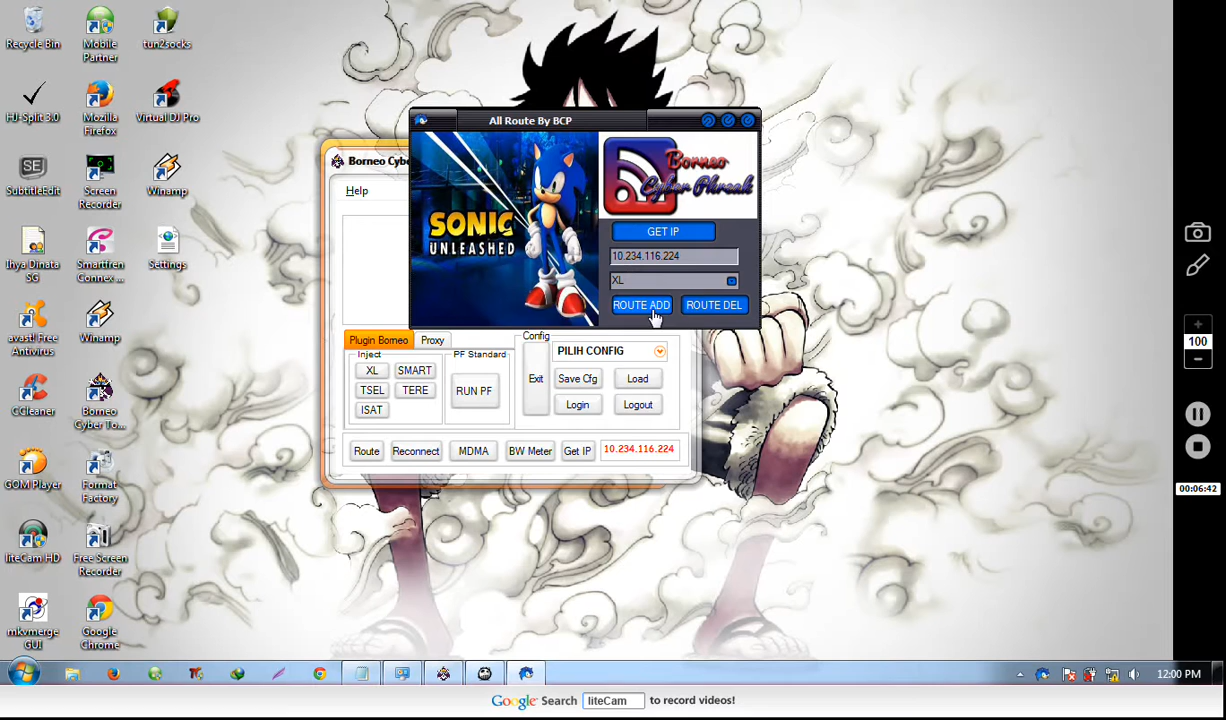 Recycle Bin
Mobile
Partner
tun2socks
HJ-Split 3.0
Mozilla
Firefox
Virtual DJ Pro
SE
SubtitleEdit
Screen
Recorder
Winamp
Ihya Dinata
SG
Smartfren
Connex...
Settings
avast! Free
Antivirus
Winamp
CCleaner
Borneo
Cyber To...
GOM Player
Format
Factory
liteCam HD
Free Screen
Recorder
mkvmerge
GUI
Google
Chrome
All Route By BCP
SONIC
UNLEASHED
Borneo
Cyber Phreak
GET IP
10.234.116.224
XL
ROUTE ADD
ROUTE DEL
Borneo Cybe
Help
Plugin Borneo
Proxy
Inject
XL
SMART
TSEL
TERE
ISAT
PF Standard
RUN PF
Config
Exit
PILIH CONFIG
Save Cfg
Load
Login
Logout
Route
Reconnect
MDMA
BW Meter
Get IP
10.234.116.224
100
00:06:42
12:00 PM
Google Search liteCam to record videos!